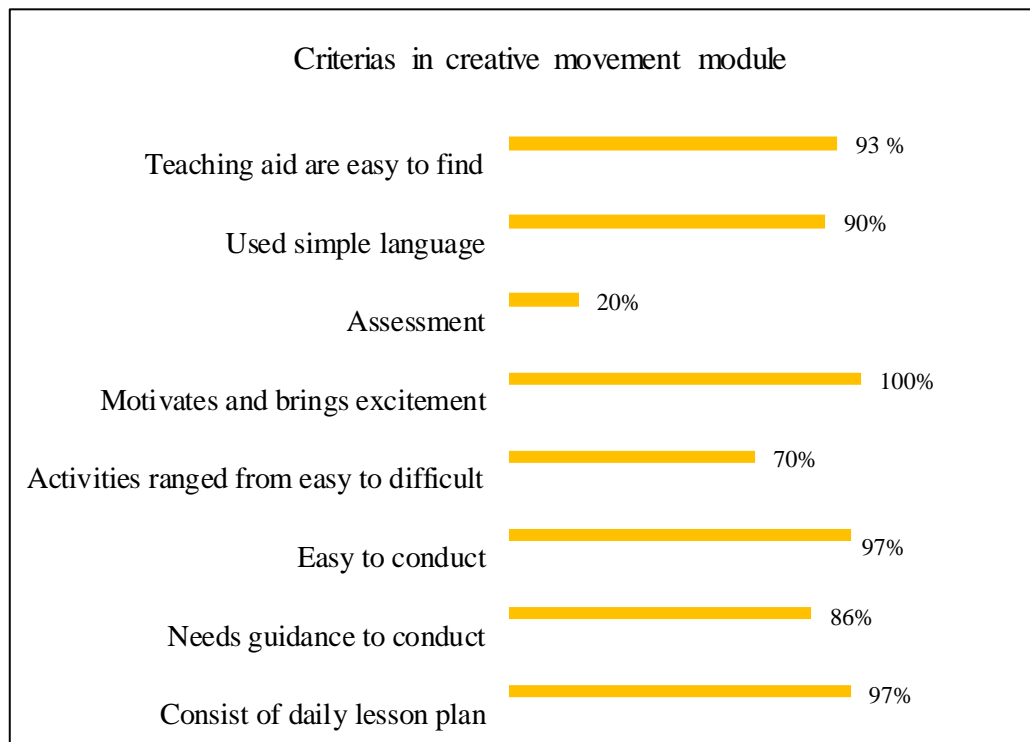 Criterias in creative movement module
Teaching aid are easy to find
93 %
Used simple language
90%
Assessment
20%
Motivates and brings excitement
100%
Activities ranged from easy to difficult
70%
Easy to conduct
97%
Needs guidance to conduct
86%
Consist of daily lesson plan
97%